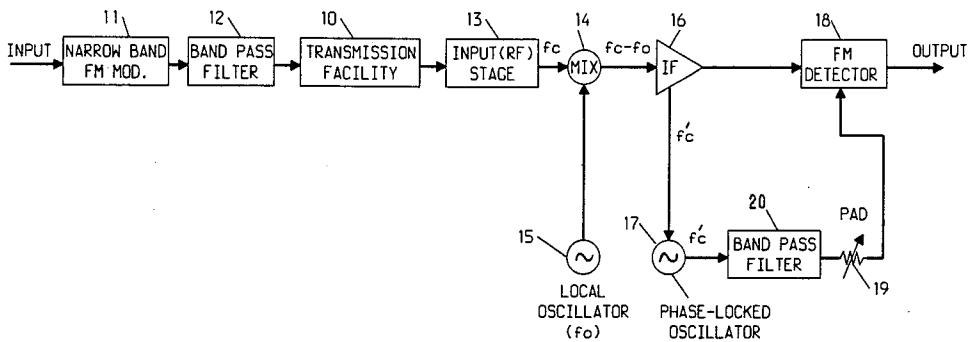 11
12
10
13
14
16
18
INPUT
NARROW BAND
FM MOD.
BAND PASS
FILTER
TRANSMISSION
FACILITY
INPUT(RF)
STAGE
fc
MIX
fc-fo
IF
FM
DETECTOR
OUTPUT
f'c
15
LOCAL
OSCILLATOR
(fo)
17
f'c
PHASE-LOCKED
OSCILLATOR
20
BAND PASS
FILTER
PAD
19